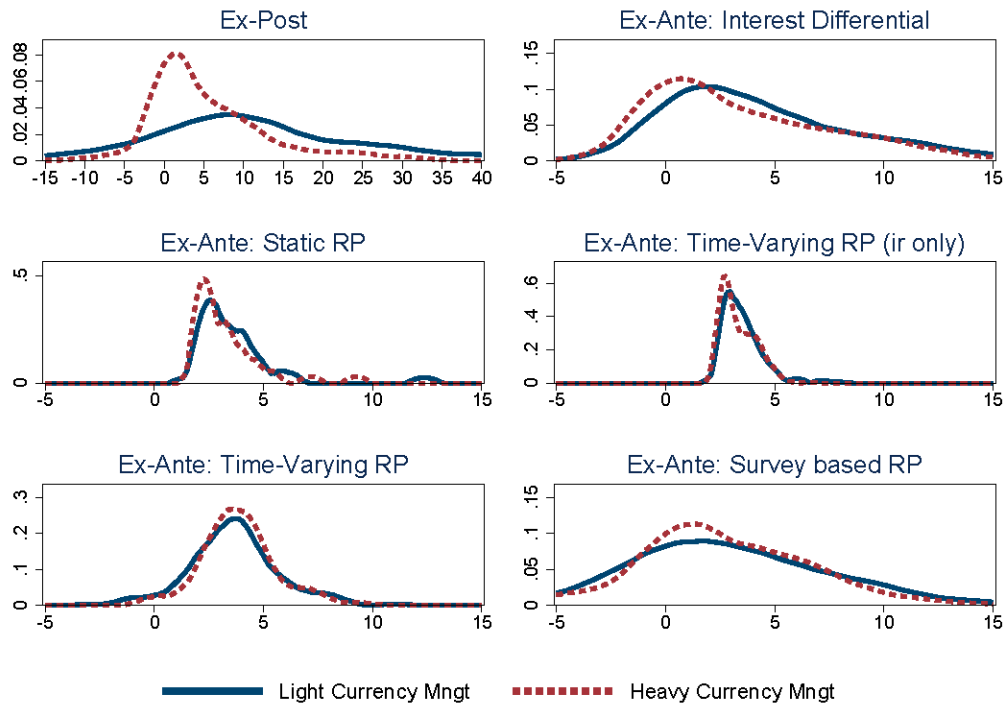 Ex-Post
0 .02 .04 .06 .08
-15 -10 -5 0 5 10 15 20 25 30 35 40
Ex-Ante: Interest Differential
0 .05 .1 .15
-5 0 5 10 15
Ex-Ante: Static RP
0 .5
-5 0 5 10 15
Ex-Ante: Time-Varying RP (ir only)
0 .2 .4 .6
-5 0 5 10 15
Ex-Ante: Time-Varying RP
0 .1 .2 .3
-5 0 5 10 15
Ex-Ante: Survey based RP
0 .05 .1 .15
-5 0 5 10 15
Light Currency Mngt
Heavy Currency Mngt